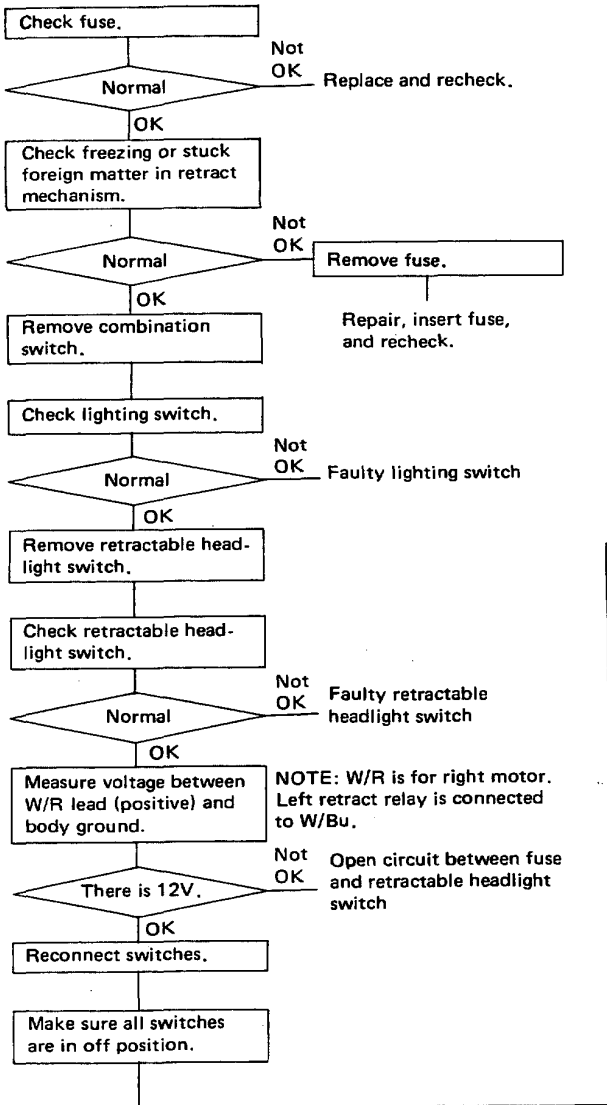 Check fuse.
Not
OK
Normal
Replace and recheck.
OK
Check freezing or stuck
foreign matter in retract
mechanism.
Not
OK
Normal
Remove fuse.
OK
Repair, insert fuse,
and recheck.
Remove combination
switch.
Check lighting switch.
Not
OK
Normal
Faulty lighting switch
OK
Remove retractable head-
light switch.
Check retractable head-
light switch.
Not
OK
Normal
Faulty retractable
headlight switch
OK
Measure voltage between
W/R lead (positive) and
body ground.
NOTE: W/R is for right motor.
Left retract relay is connected
to W/Bu.
Not
OK
There is 12V.
Open circuit between fuse
and retractable headlight
switch
OK
Reconnect switches.
Make sure all switches
are in off position.